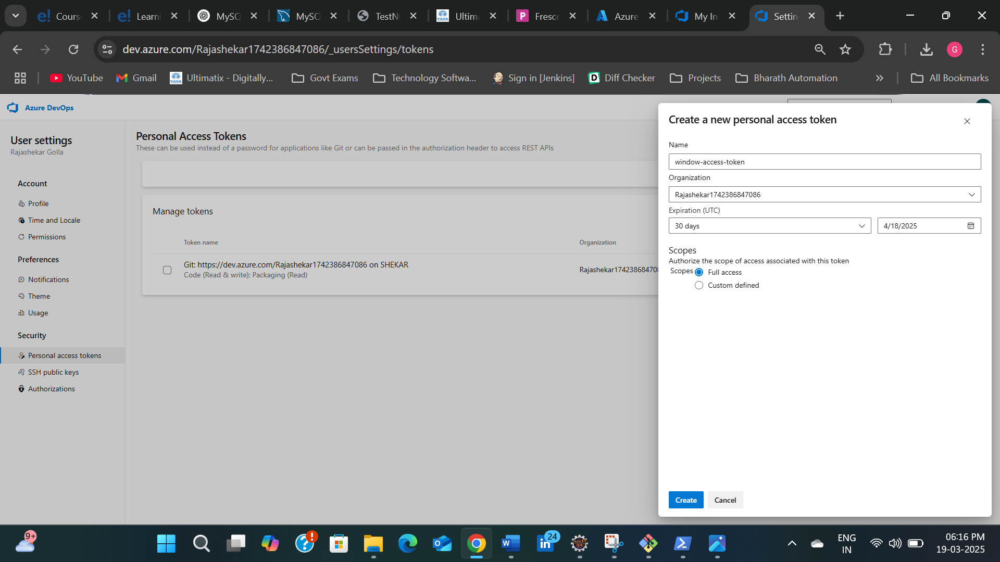 Cours
Learni
MySQ
MySQ
TestN
Ultima
Fresco
Azure
My In
Settin
dev.azure.com/Rajashekar1742386847086/_usersSettings/tokens
G
YouTube
Gmail
TATA
Ultimatix - Digitally...
Govt Exams
Technology Softwa...
Sign in [Jenkins]
Diff Checker
Projects
Bharath Automation
All Bookmarks
Azure DevOps
User settings
Rajashekar Golla
Account
Profile
Time and Locale
Permissions
Preferences
Notifications
Theme
Usage
Security
Personal access tokens
SSH public keys
Authorizations
Personal Access Tokens
These can be used instead of a password for applications like Git or can be passed in the authorization header to access REST APIs
Manage tokens
Token name
Organization
Git: https://dev.azure.com/Rajashekar1742386847086 on SHEKAR
Code (Read & write); Packaging (Read)
Rajashekar17423868470
Create a new personal access token
Name
window-access-token
Organization
Rajashekar1742386847086
Expiration (UTC)
30 days
4/18/2025
Scopes
Authorize the scope of access associated with this token
Scopes
Full access
Custom defined
Create
Cancel
9+
24
ENG
IN
06:16 PM
19-03-2025